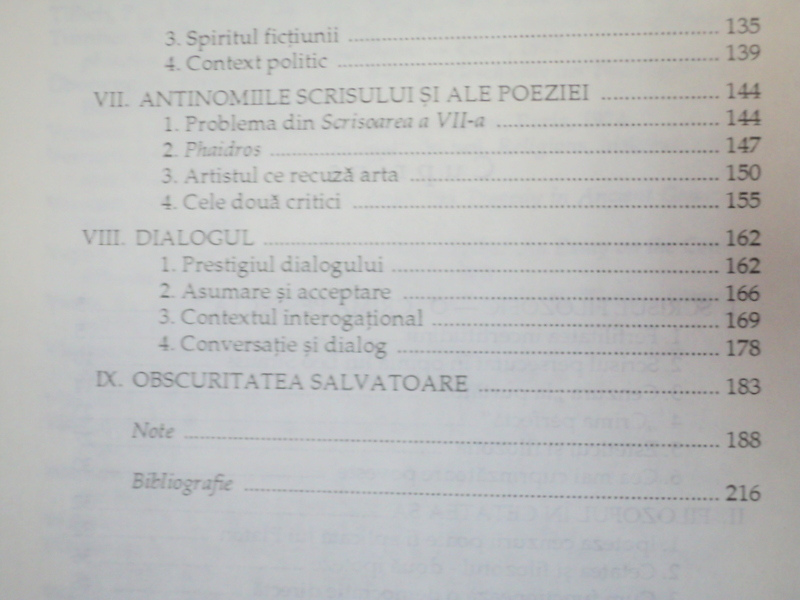 3. Spiritul ficțiunii ........ 135
4. Context politic ........ 139
VII. ANTINOMIILE SCRISULUI ȘI ALE POEZIEI ........ 144
1. Problema din Scrisoarea a VII-a ........ 144
2. Phaidros ........ 147
3. Artistul ce recuză arta ........ 150
4. Cele două critici ........ 155
VIII. DIALOGUL ........ 162
1. Prestigiul dialogului ........ 162
2. Asumare și acceptare ........ 166
3. Contextul interogațional ........ 169
4. Conversație și dialog ........ 178
IX. OBSCURITATEA SALVATOARE ........ 183
Note ........ 188
Bibliografie ........ 216